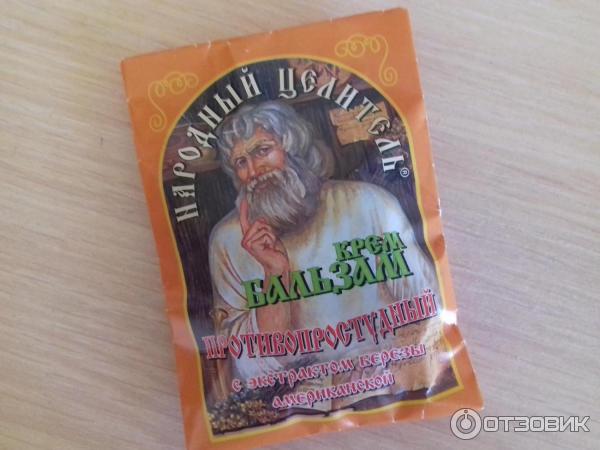 НАРОДНЫЙ ЦЕЛИТЕЛЬ®
КРЕМ
БАЛЬЗАМ
ПРОТИВОПРОСТУДНЫЙ
С ЭКСТРАКТОМ БЕРЕЗЫ
АМЕРИКАНСКОЙ
ОТЗОВИК